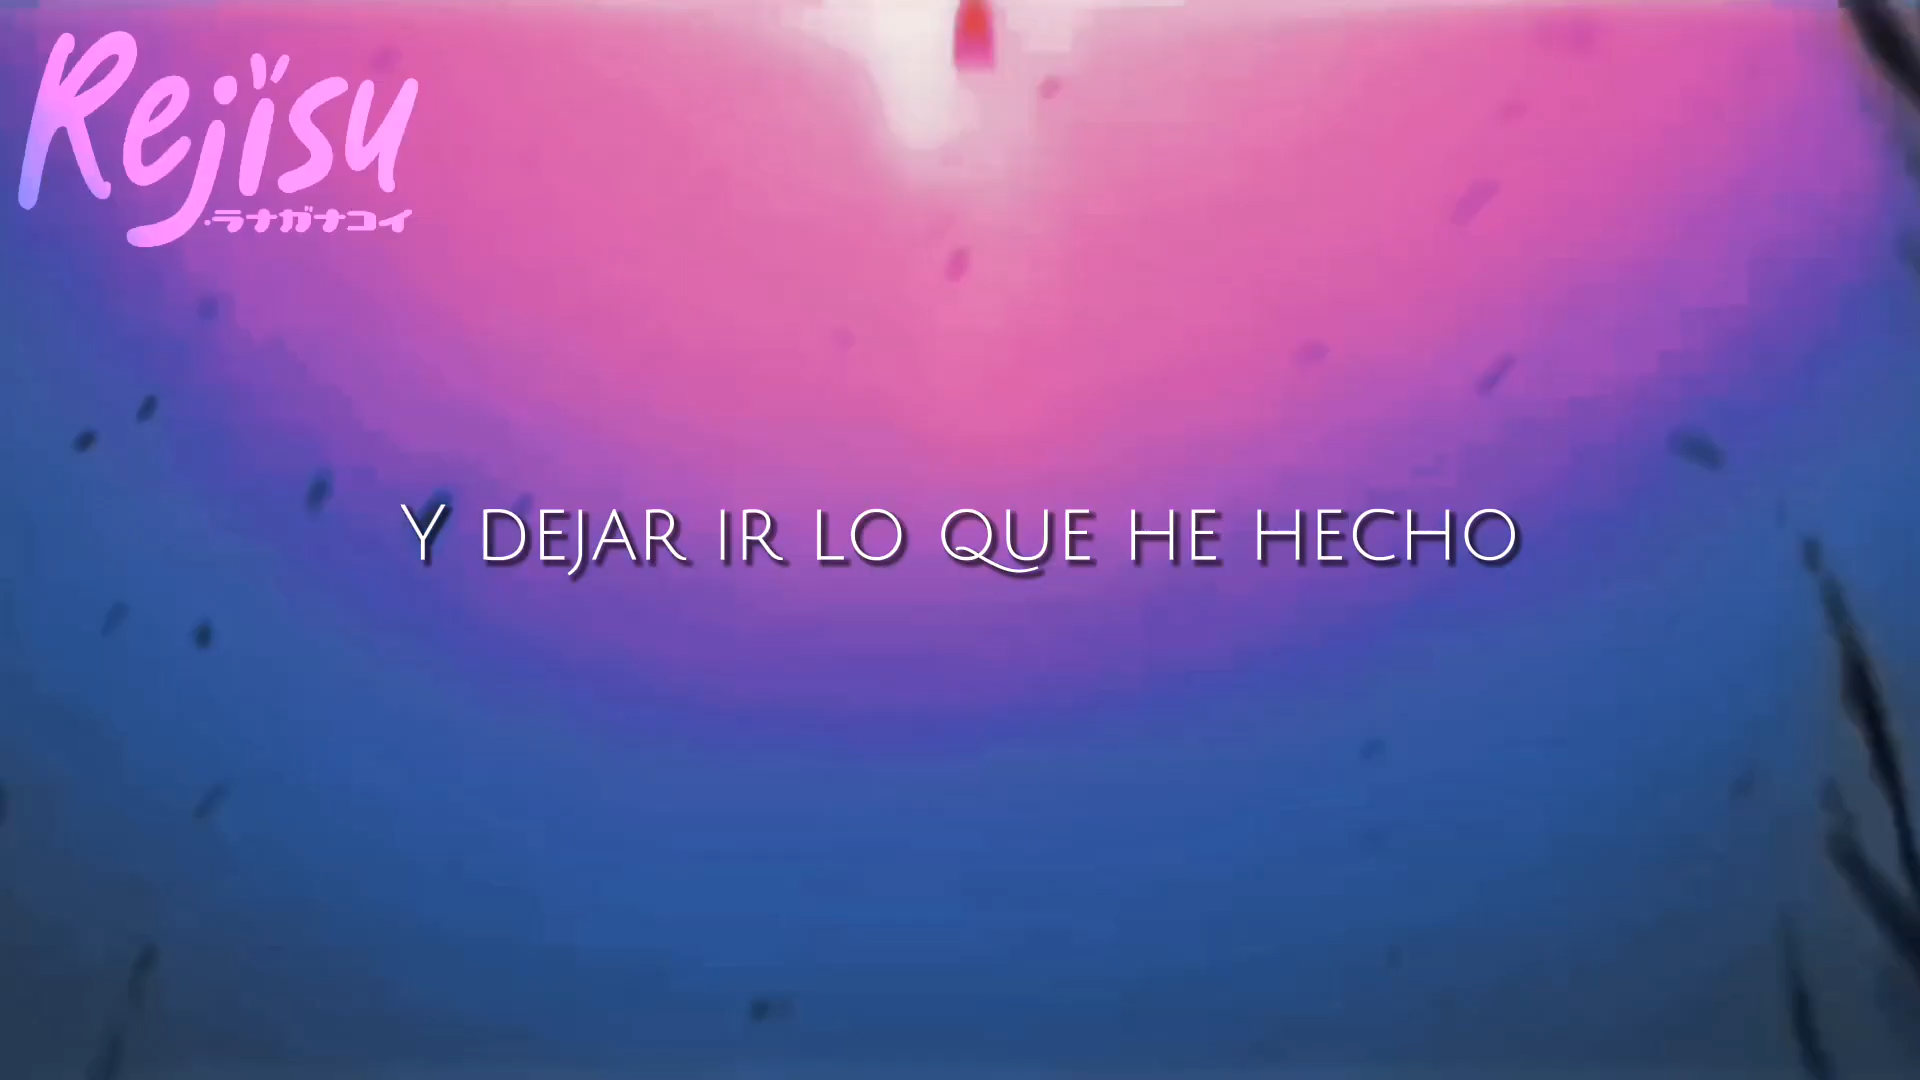 Rejisu
·ラナガナコイ
Y DEJAR IR LO QUE HE HECHO